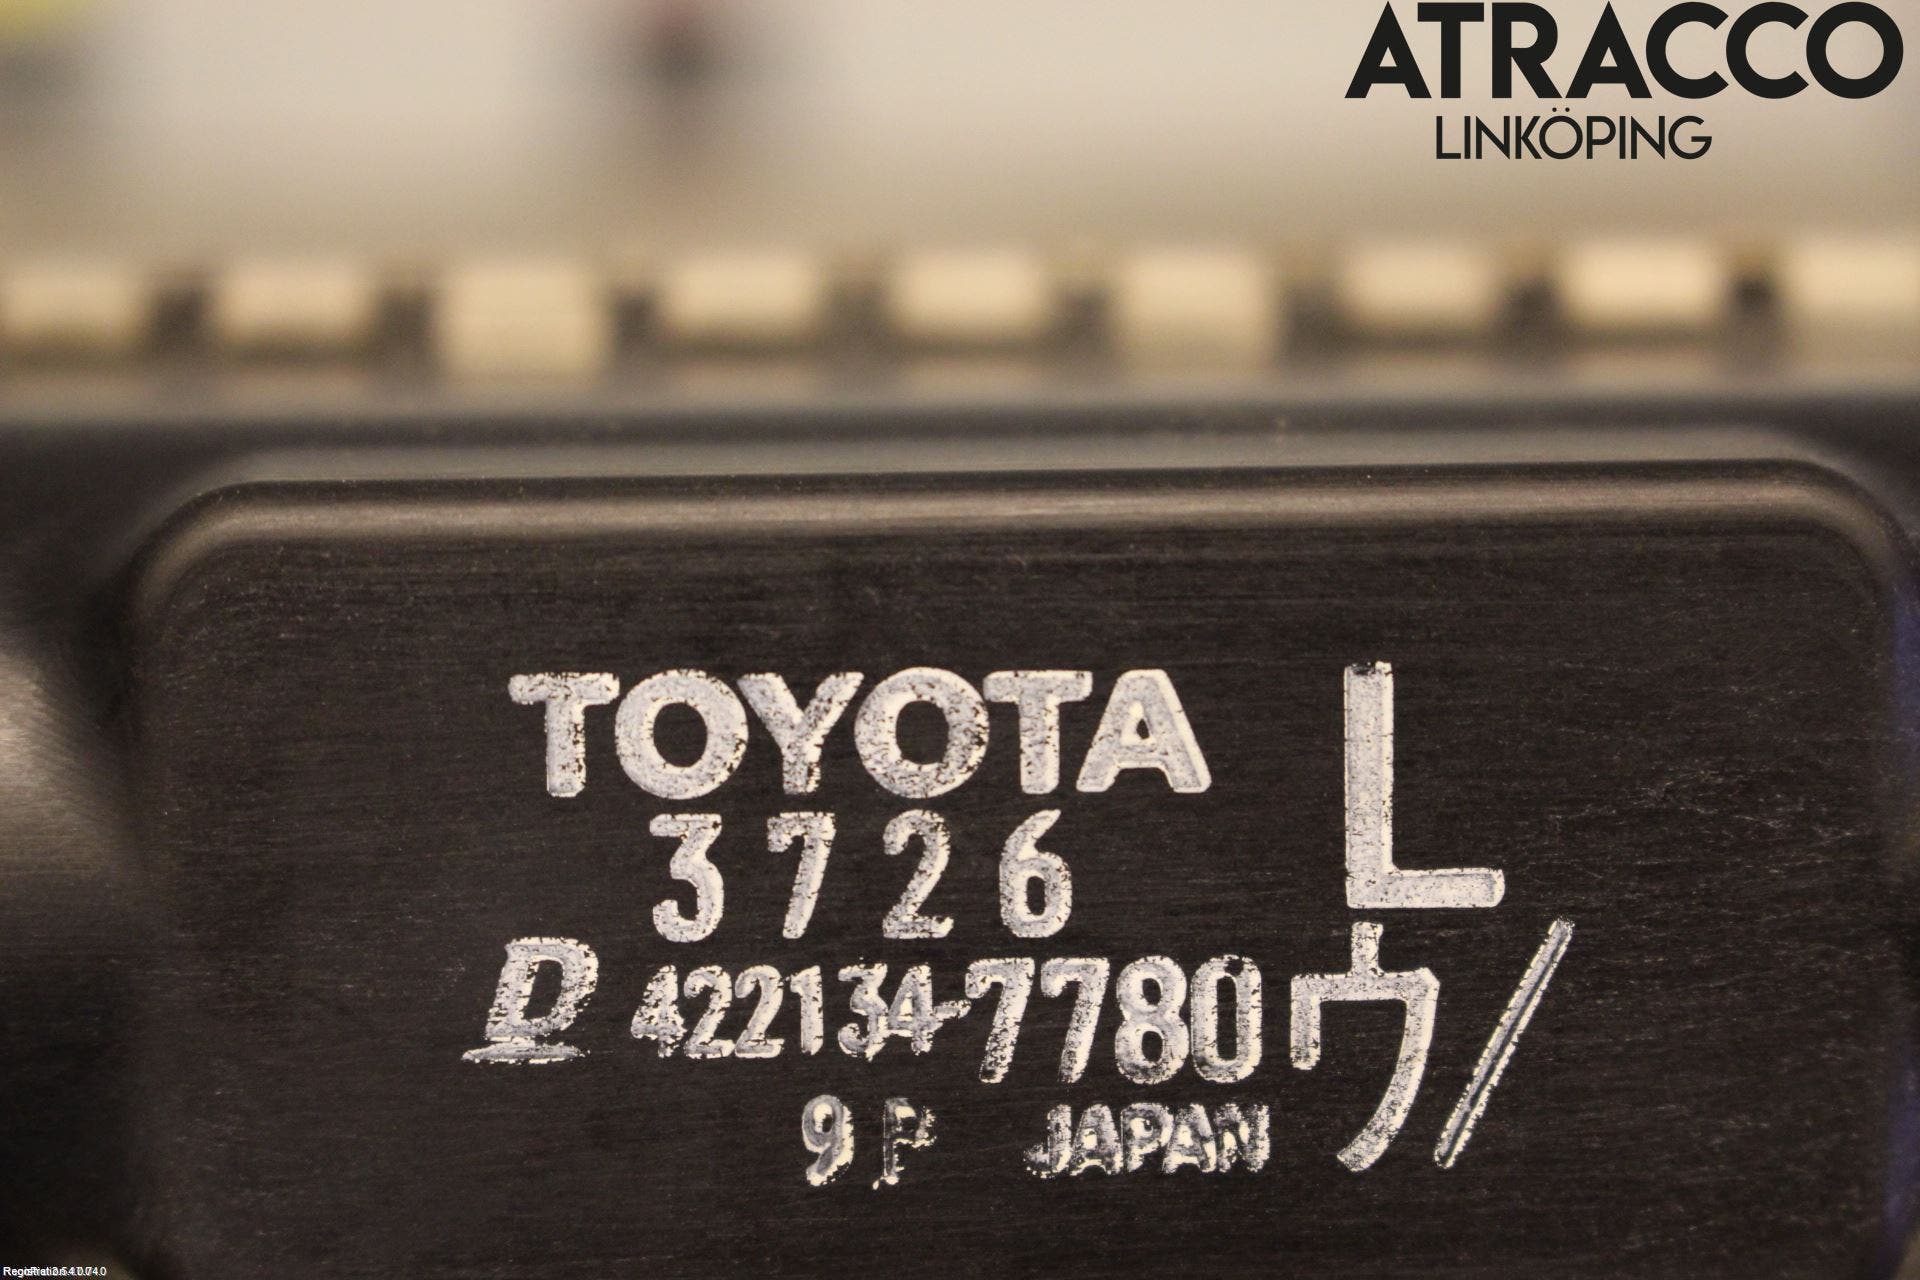 ATRACCO
LINKÖPING
TOYOTA L
3726
D 422134-7780 ウ/
9 P JAPAN